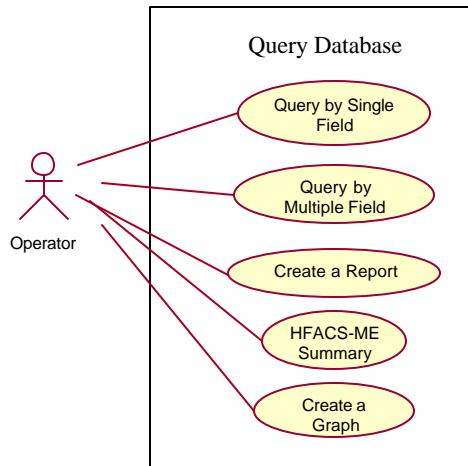 Query Database
Query by Single
Field
Query by
Multiple Field
Operator
Create a Report
HFACS-ME
Summary
Create a
Graph